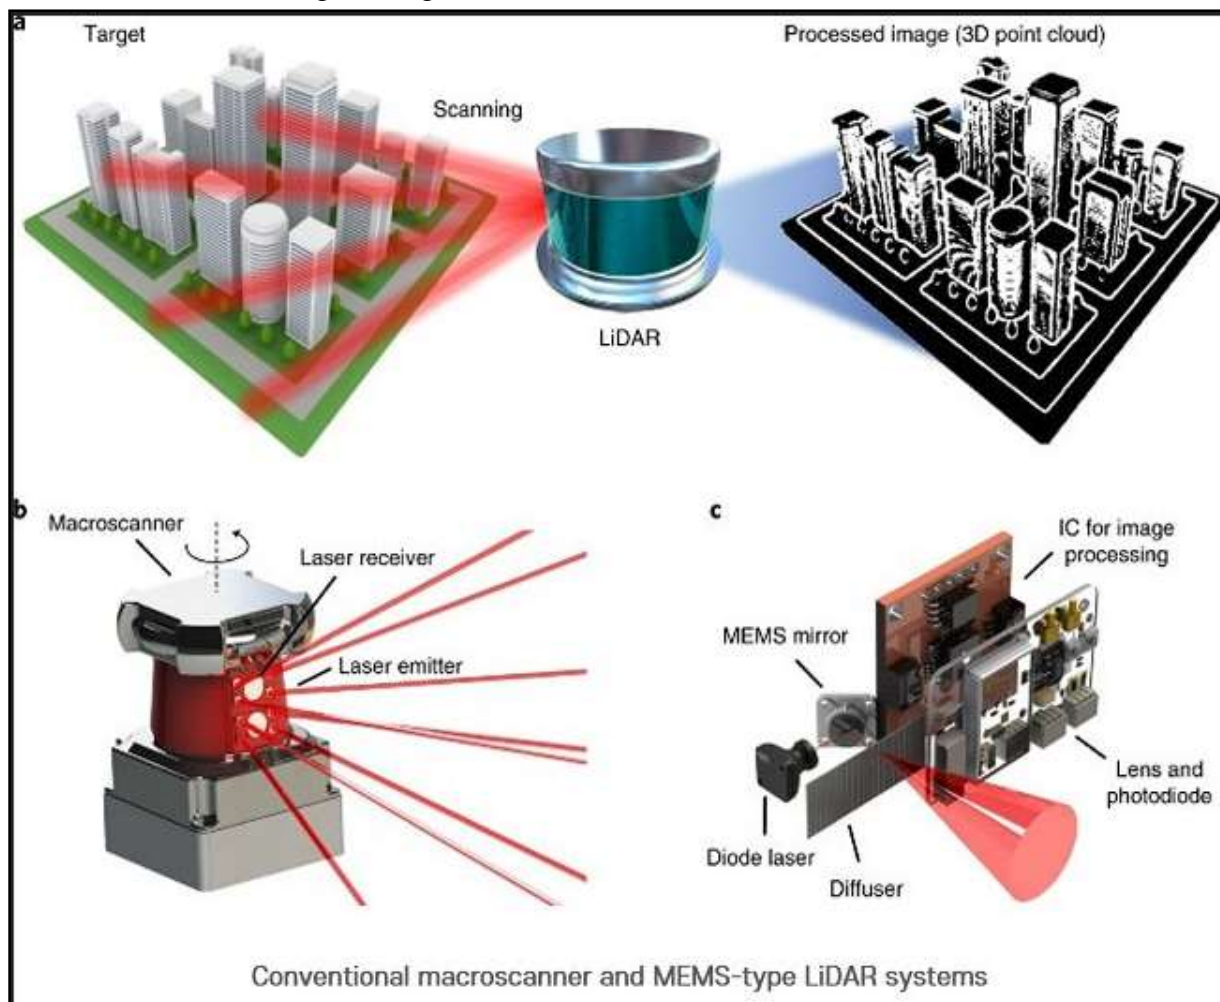 a
Target
Processed image (3D point cloud)
Scanning
LiDAR
b
Macroscanner
Laser receiver
Laser emitter
c
IC for image
processing
MEMS mirror
Lens and
photodiode
Diode laser
Diffuser
Conventional macroscanner and MEMS-type LiDAR systems